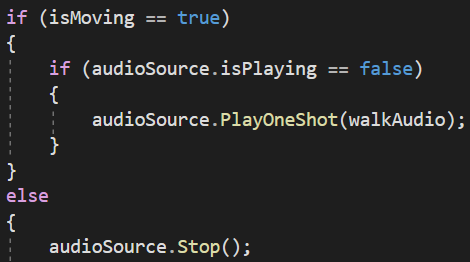 if (isMoving == true)
{
    if (audioSource.isPlaying == false)
    {
        audioSource.PlayOneShot(walkAudio);
    }
}
else
{
    audioSource.Stop();